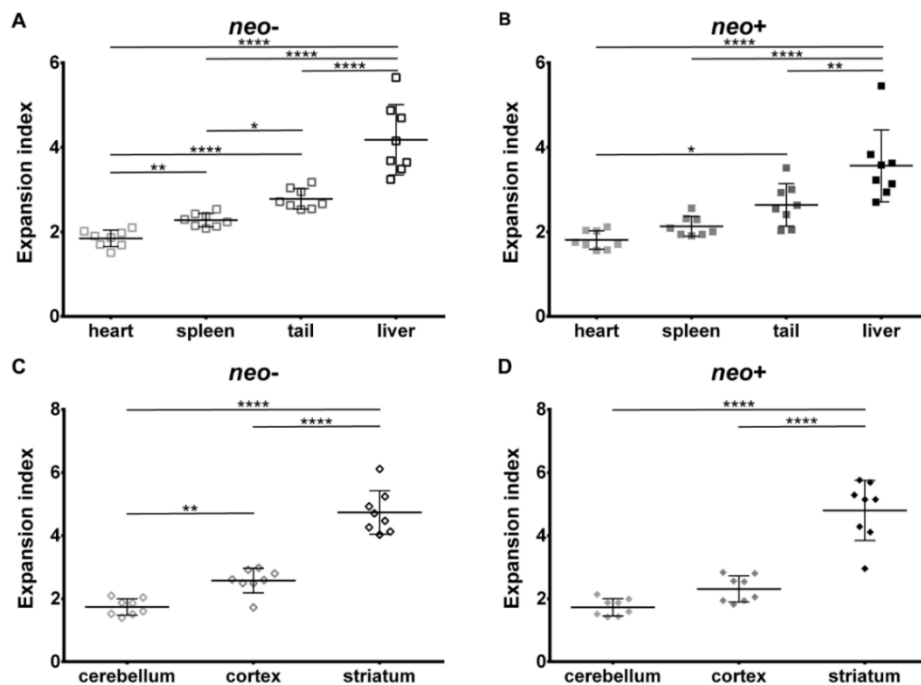 A
neo-
****
****
****
*
****
**
Expansion index
6
4
2
0
heart spleen tail liver
B
neo+
****
****
**
*
Expansion index
6
4
2
0
heart spleen tail liver
C
neo-
****
****
**
Expansion index
8
6
4
2
0
cerebellum cortex striatum
D
neo+
****
****
Expansion index
8
6
4
2
0
cerebellum cortex striatum